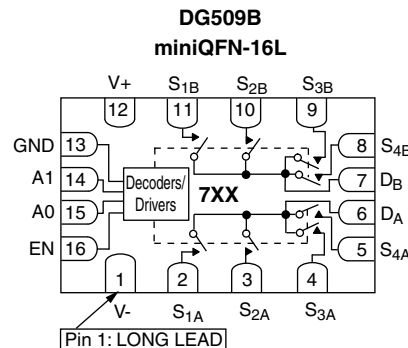 DG509B
miniQFN-16L
V+ S1B S2B S3B
12 11 10 9
GND 13 8 S4B
A1 14 Decoders/ 7 DB
Drivers 7XX
A0 15 6 DA
EN 16 5 S4A
1 2 3 4
V- S1A S2A S3A
Pin 1: LONG LEAD